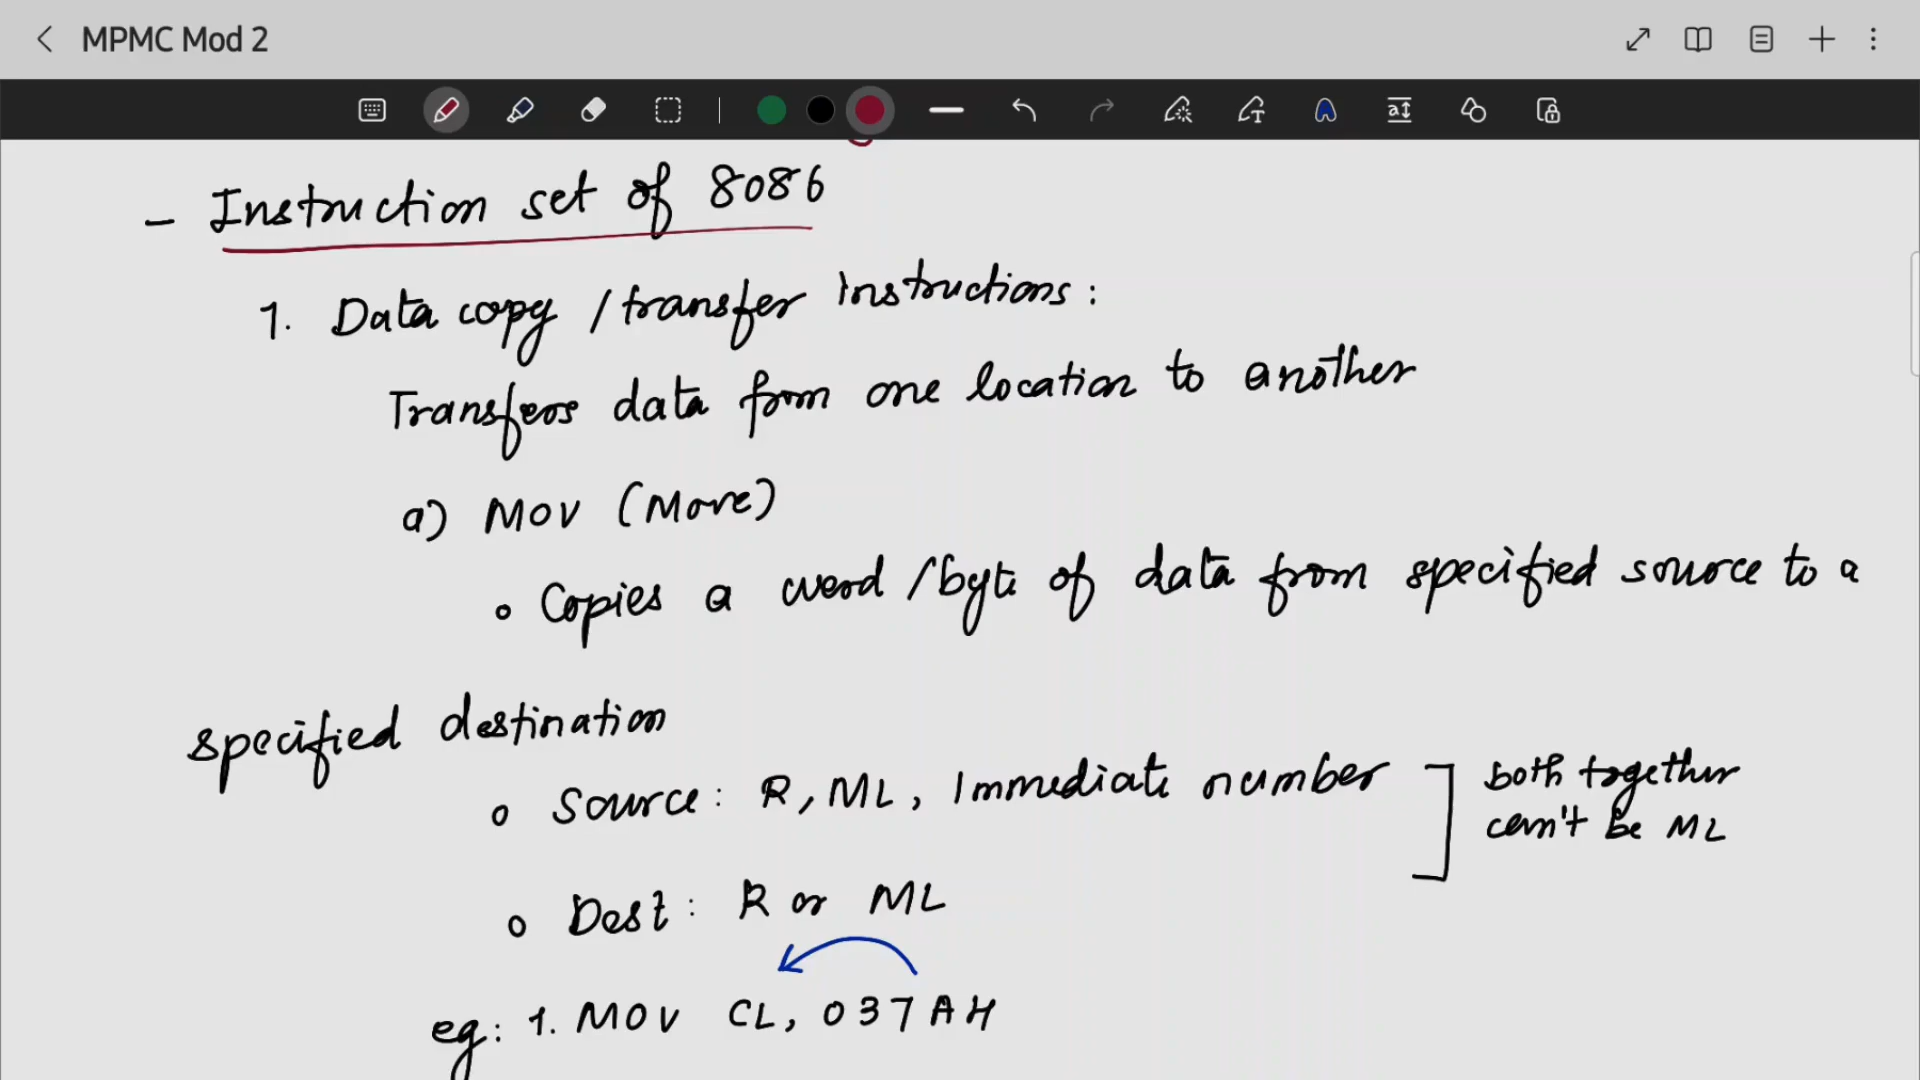 MPMC Mod 2
- Instruction set of 8086
1. Data copy / transfer Instructions:
Transfers data from one location to another
a) MOV (Move)
• Copies a word /byte of data from specified source to a
specified destination
• Source: R, ML, Immediate number
both together
can't be ML
• Dest: R or ML
eg: 1. MOV CL, 037AH